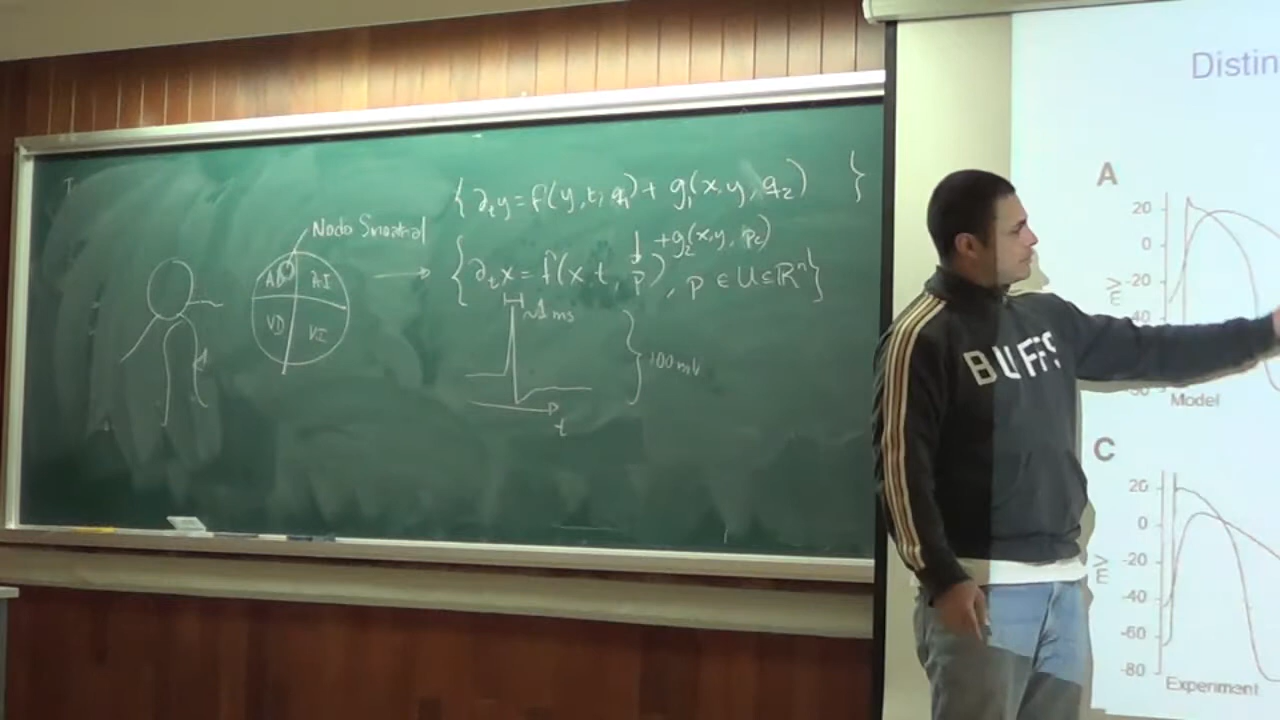 { ∂ₜy = f(y, t, q₁) + g₁(x, y, q₂) }
Nodo Sinoatrial
+ g₂(x, y, p₂)
{ ∂ₜx = f(x, t, p), p ∈ U ⊆ ℝⁿ }
AD AI
VD VI
~1 ms
100 mV
t
BUFFS
Distin
A
20
0
-20
mV
Model
C
20
0
-20
mV
-40
-60
-80
Experiment